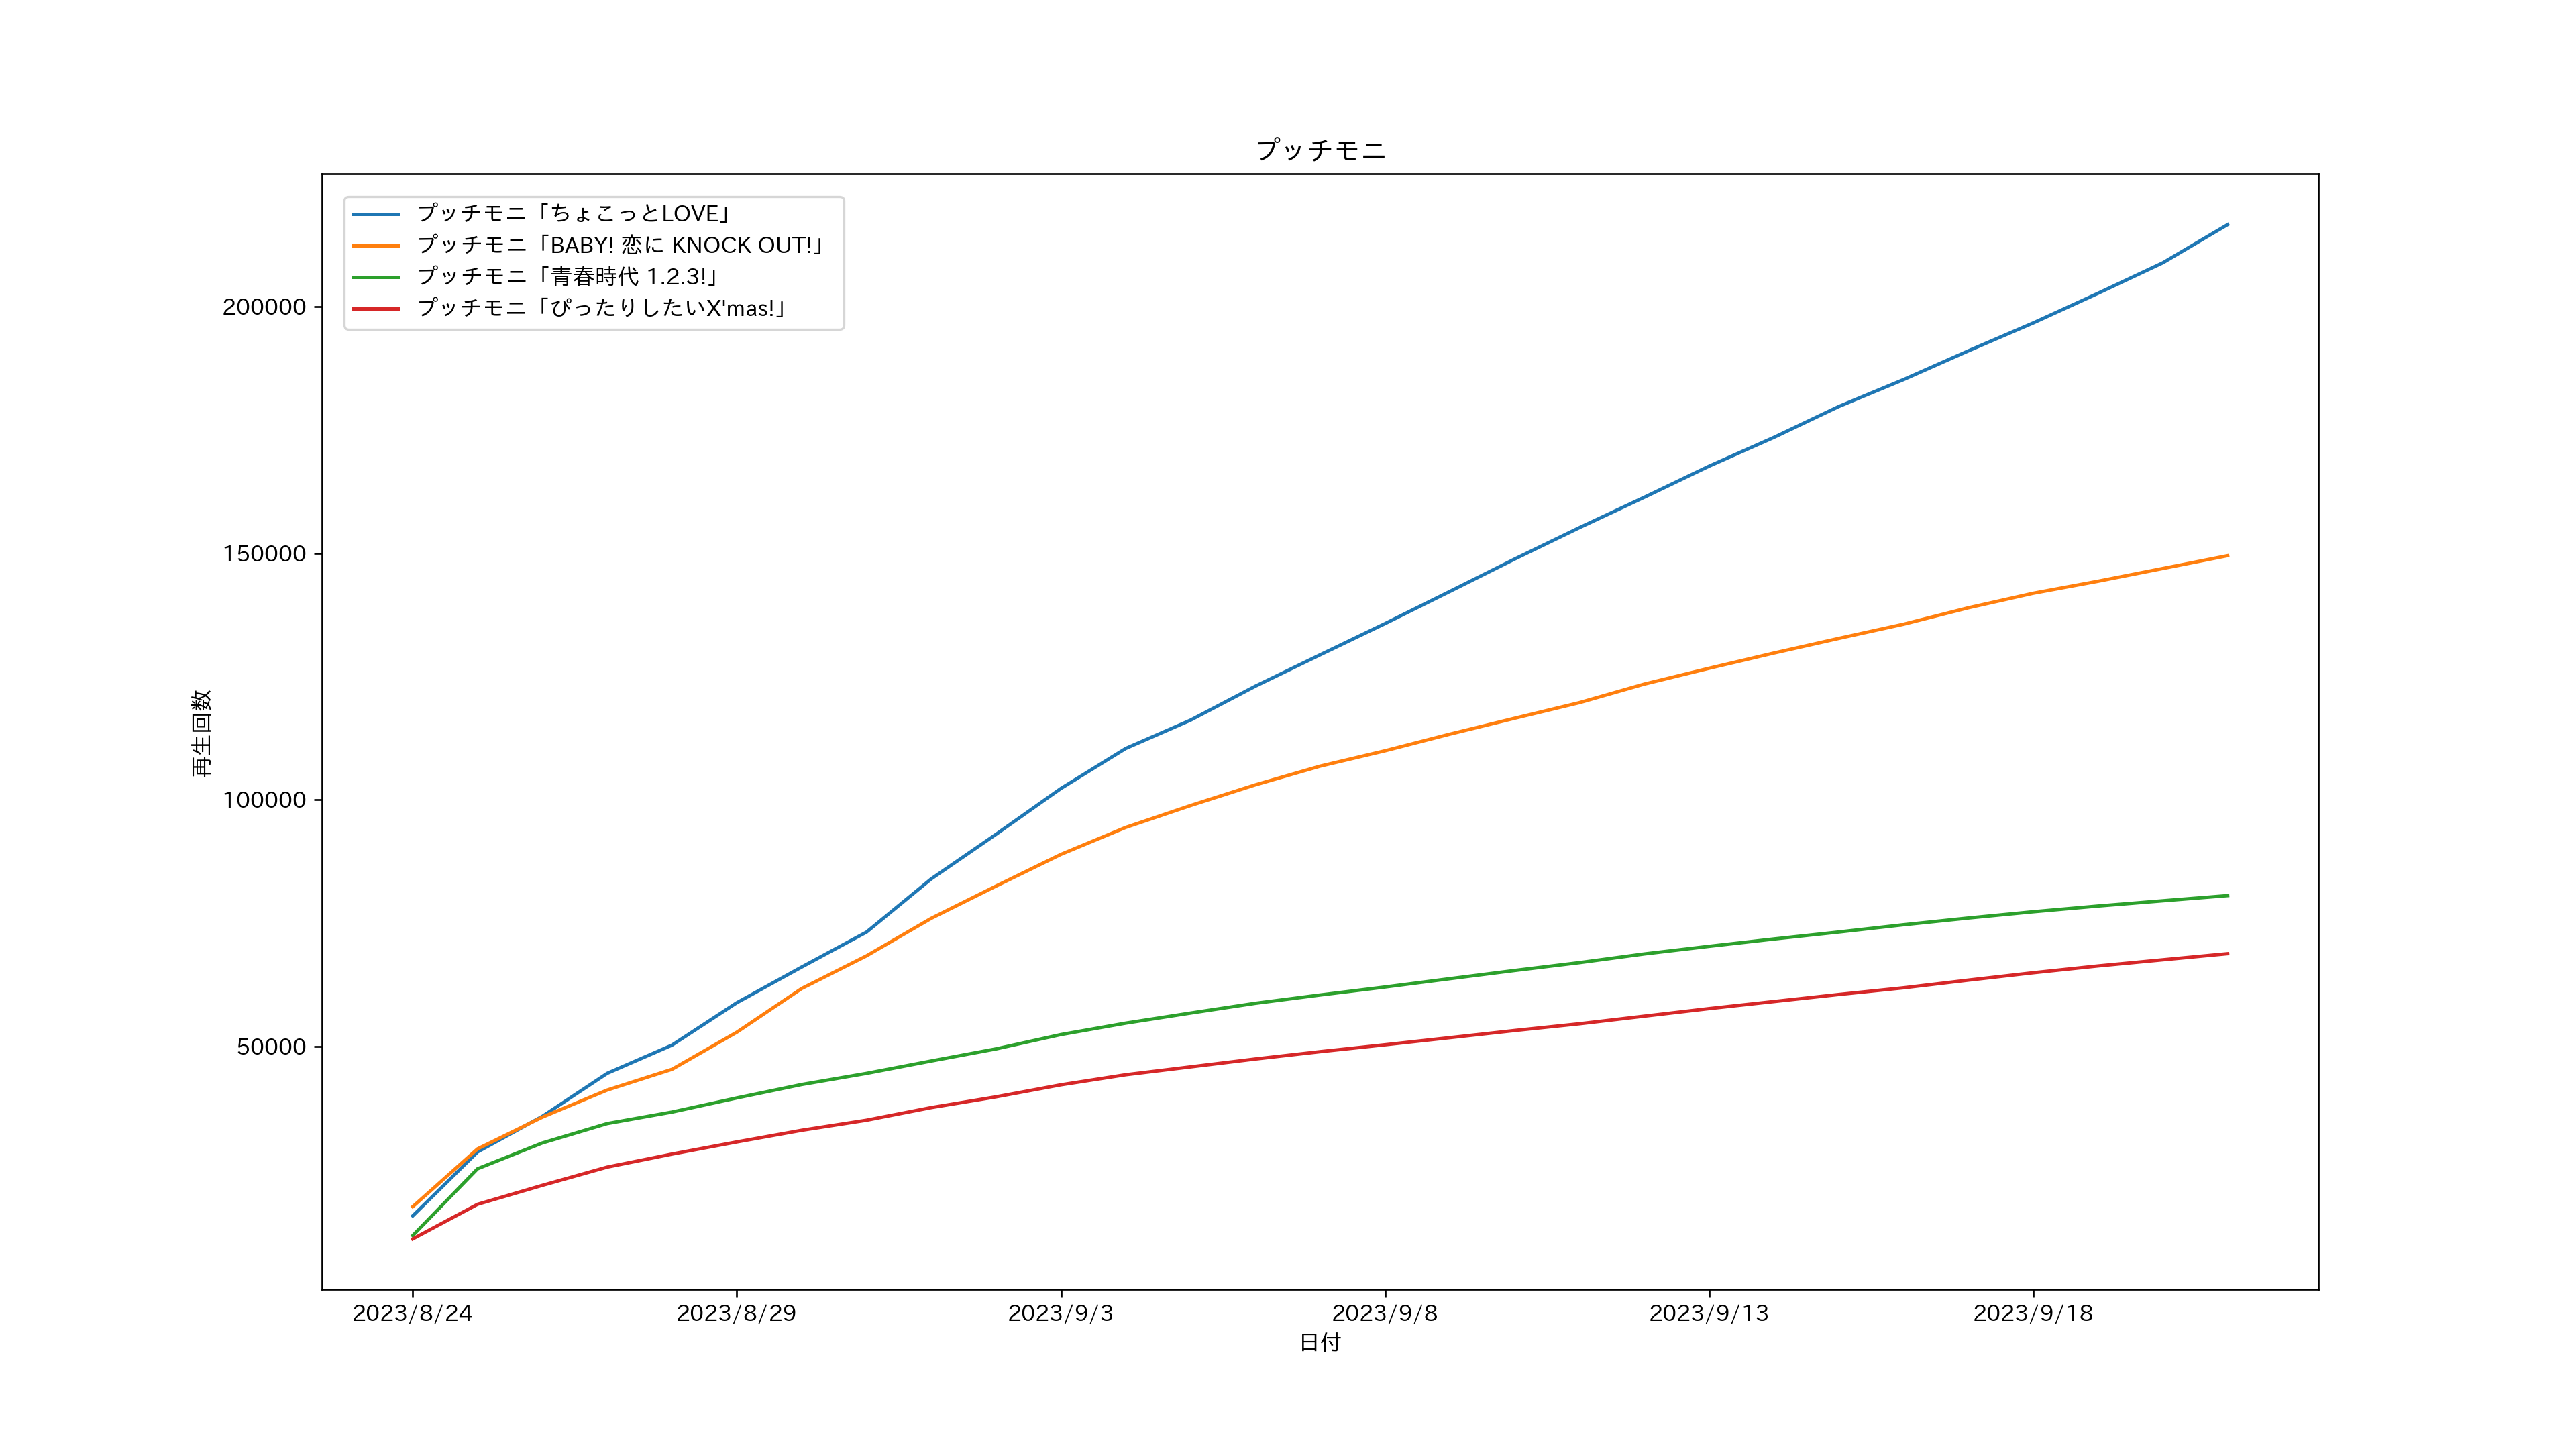 プッチモニ
プッチモニ「ちょこっとLOVE」
プッチモニ「BABY! 恋に KNOCK OUT!」
プッチモニ「青春時代 1.2.3!」
プッチモニ「ぴったりしたいX'mas!」
200000
150000
100000
50000
再生回数
2023/8/24 2023/8/29 2023/9/3 2023/9/8 2023/9/13 2023/9/18
日付